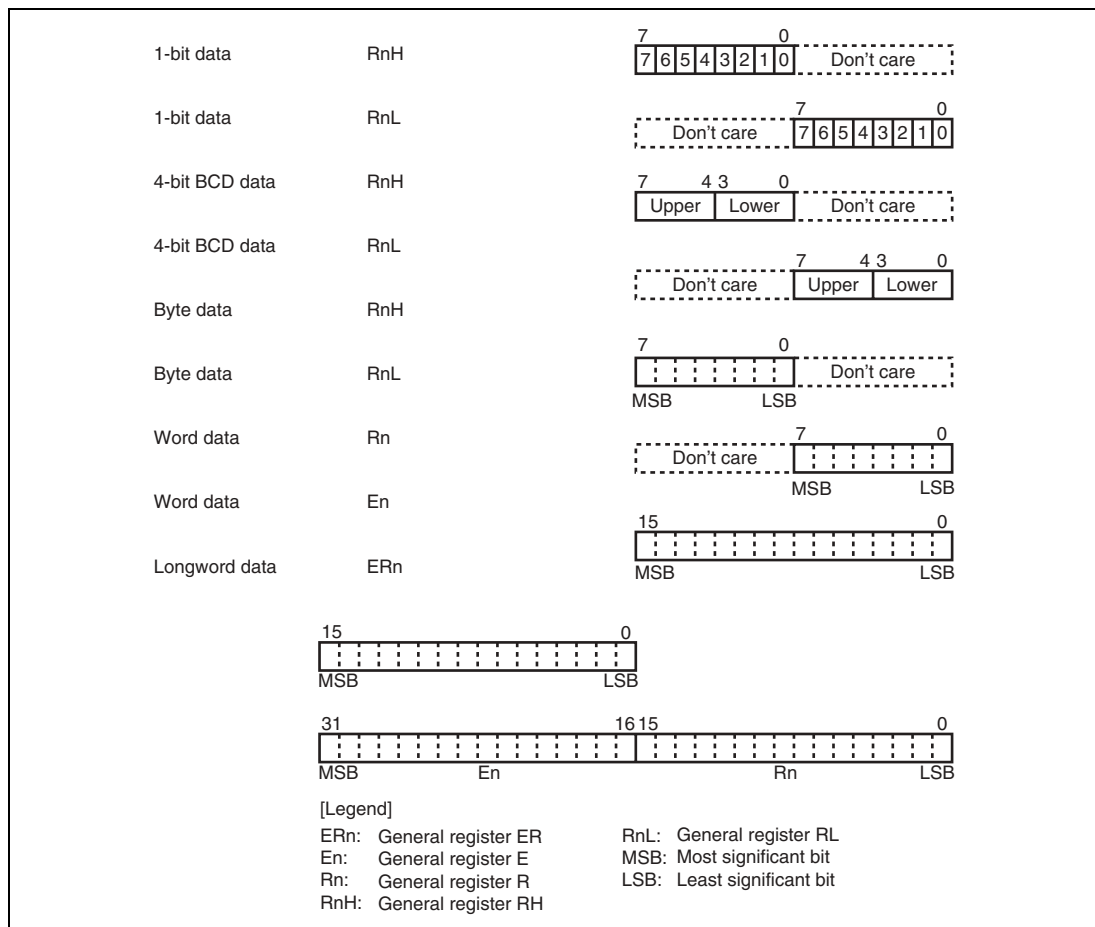 7 0
1-bit data RnH 7 6 5 4 3 2 1 0 Don't care
7 0
1-bit data RnL Don't care 7 6 5 4 3 2 1 0
4-bit BCD data RnH 7 4 3 0
Upper Lower Don't care
4-bit BCD data RnL
7 4 3 0
Don't care Upper Lower
Byte data RnH
7 0
Byte data RnL Don't care
MSB LSB
Word data Rn 7 0
Don't care
MSB LSB
Word data En
15 0
Longword data ERn
MSB LSB
15 0
MSB LSB
31 16 15 0
MSB En Rn LSB
[Legend]
ERn: General register ER RnL: General register RL
En: General register E MSB: Most significant bit
Rn: General register R LSB: Least significant bit
RnH: General register RH